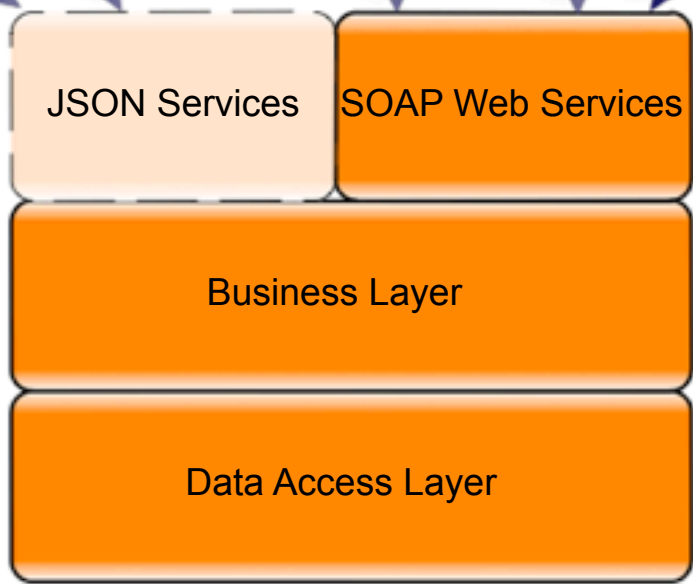 JSON Services
SOAP Web Services
Business Layer
Data Access Layer